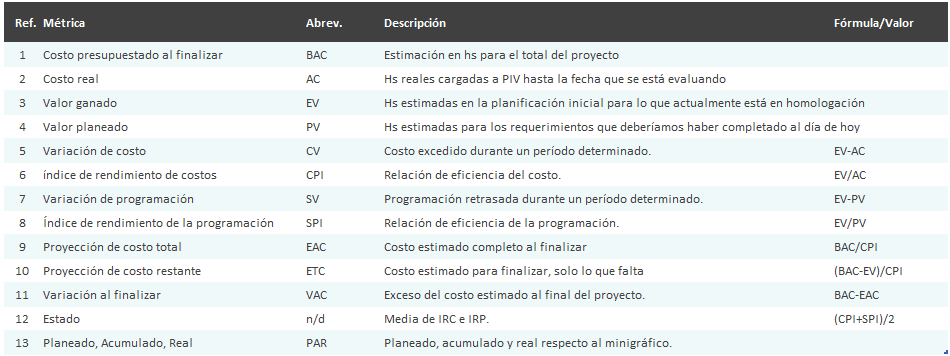 Ref. Métrica Abrev. Descripción Fórmula/Valor
1 Costo presupuestado al finalizar BAC Estimación en hs para el total del proyecto
2 Costo real AC Hs reales cargadas a PIV hasta la fecha que se está evaluando
3 Valor ganado EV Hs estimadas en la planificación inicial para lo que actualmente está en homologación
4 Valor planeado PV Hs estimadas para los requerimientos que deberíamos haber completado al día de hoy
5 Variación de costo CV Costo excedido durante un período determinado. EV-AC
6 índice de rendimiento de costos CPI Relación de eficiencia del costo. EV/AC
7 Variación de programación SV Programación retrasada durante un período determinado. EV-PV
8 Índice de rendimiento de la programación SPI Relación de eficiencia de la programación. EV/PV
9 Proyección de costo total EAC Costo estimado completo al finalizar BAC/CPI
10 Proyección de costo restante ETC Costo estimado para finalizar, solo lo que falta (BAC-EV)/CPI
11 Variación al finalizar VAC Exceso del costo estimado al final del proyecto. BAC-EAC
12 Estado n/d Media de IRC e IRP. (CPI+SPI)/2
13 Planeado, Acumulado, Real PAR Planeado, acumulado y real respecto al minigráfico.